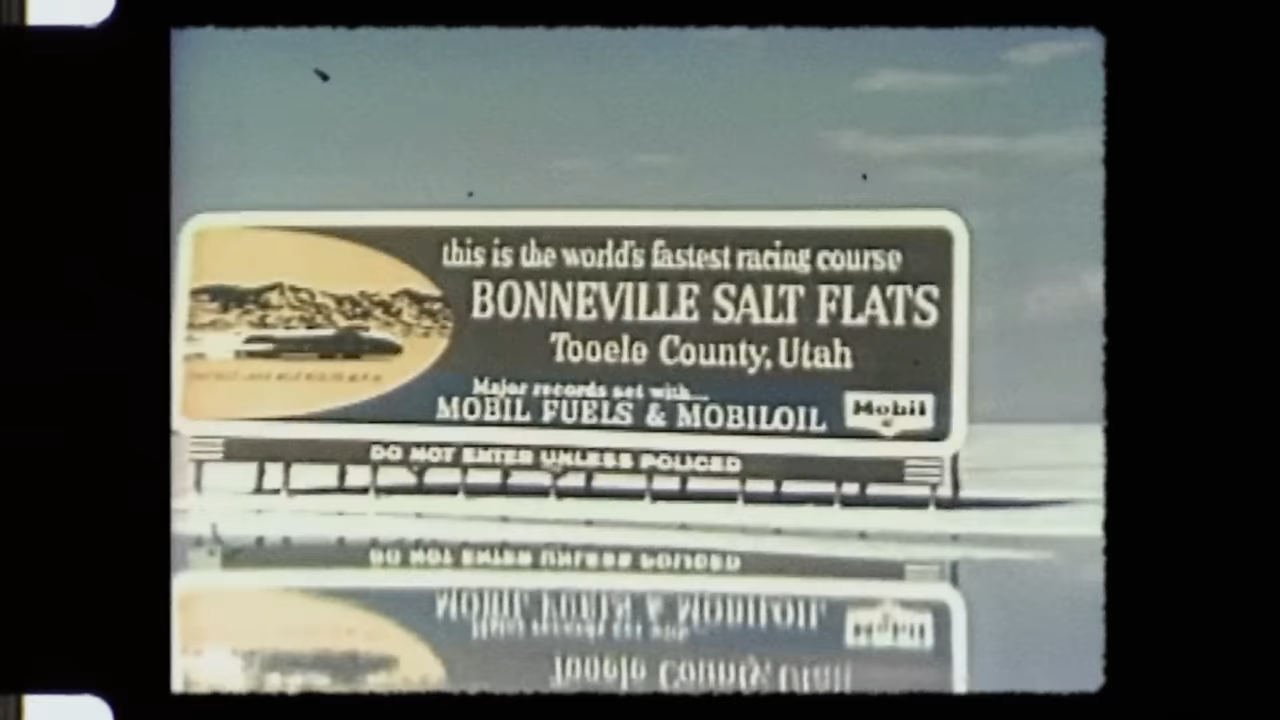 this is the world's fastest racing course
BONNEVILLE SALT FLATS
Tooele County, Utah
Major records set with...
MOBIL FUELS & MOBILOIL
Mobil
DO NOT ENTER UNLESS POLICED